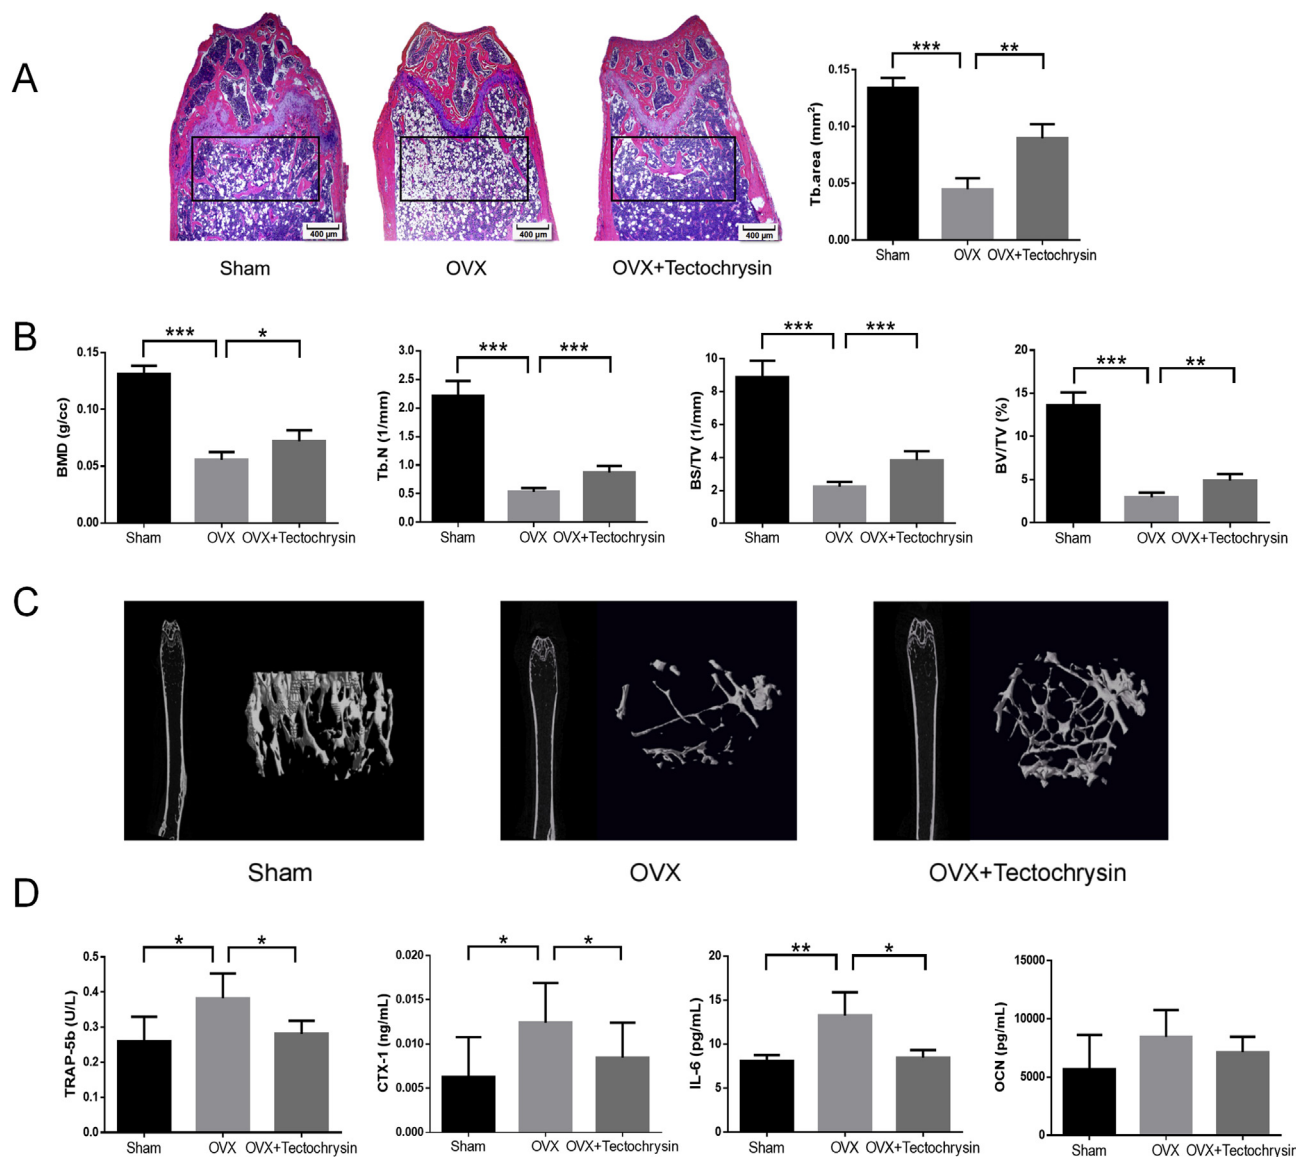 A
Tb.area (mm²)
0.15
0.10
0.05
0.00
***
**
Sham
OVX
OVX+Tectochrysin
400 µm
400 µm
400 µm
Sham
OVX
OVX+Tectochrysin
B
BMD (g/cc)
0.15
0.10
0.05
0.00
***
*
Sham
OVX
OVX+Tectochrysin
Tb.N (1/mm)
3.0
2.5
2.0
1.5
1.0
0.5
0.0
***
***
Sham
OVX
OVX+Tectochrysin
BS/TV (1/mm)
10
8
6
4
2
0
***
***
Sham
OVX
OVX+Tectochrysin
BV/TV (%)
20
15
10
5
0
***
**
Sham
OVX
OVX+Tectochrysin
C
Sham
OVX
OVX+Tectochrysin
D
TRAP-5b (U/L)
0.5
0.4
0.3
0.2
0.1
0.0
*
*
Sham
OVX
OVX+Tectochrysin
CTX-1 (ng/mL)
0.020
0.015
0.010
0.005
0.000
*
*
Sham
OVX
OVX+Tectochrysin
IL-6 (pg/mL)
20
15
10
5
0
**
*
Sham
OVX
OVX+Tectochrysin
OCN (pg/mL)
15000
10000
5000
0
Sham
OVX
OVX+Tectochrysin